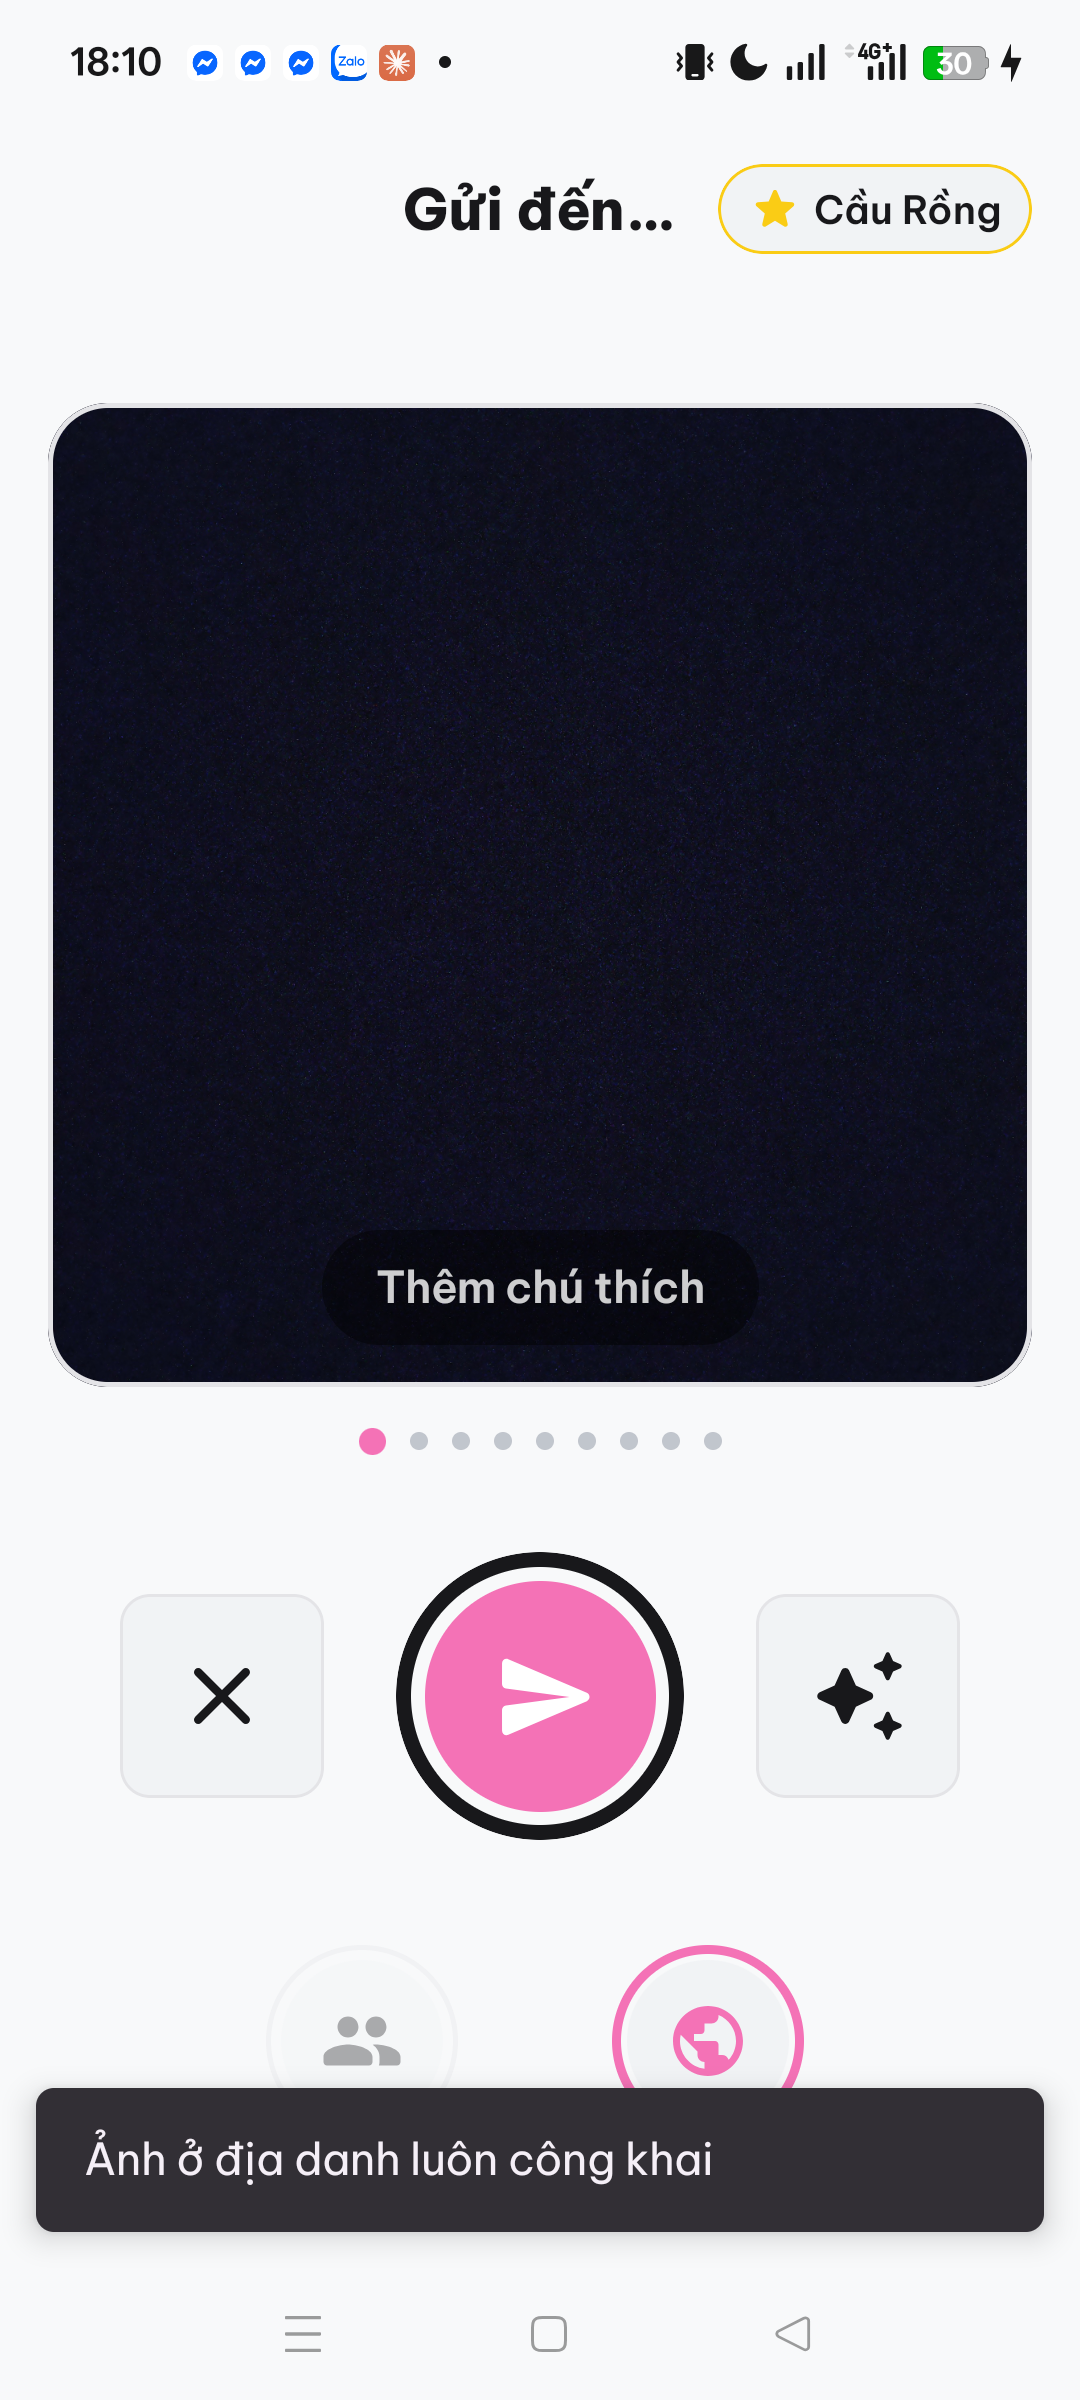 18:10
Zalo
4G+
30
Gửi đến...
Cầu Rồng
Thêm chú thích
Ảnh ở địa danh luôn công khai